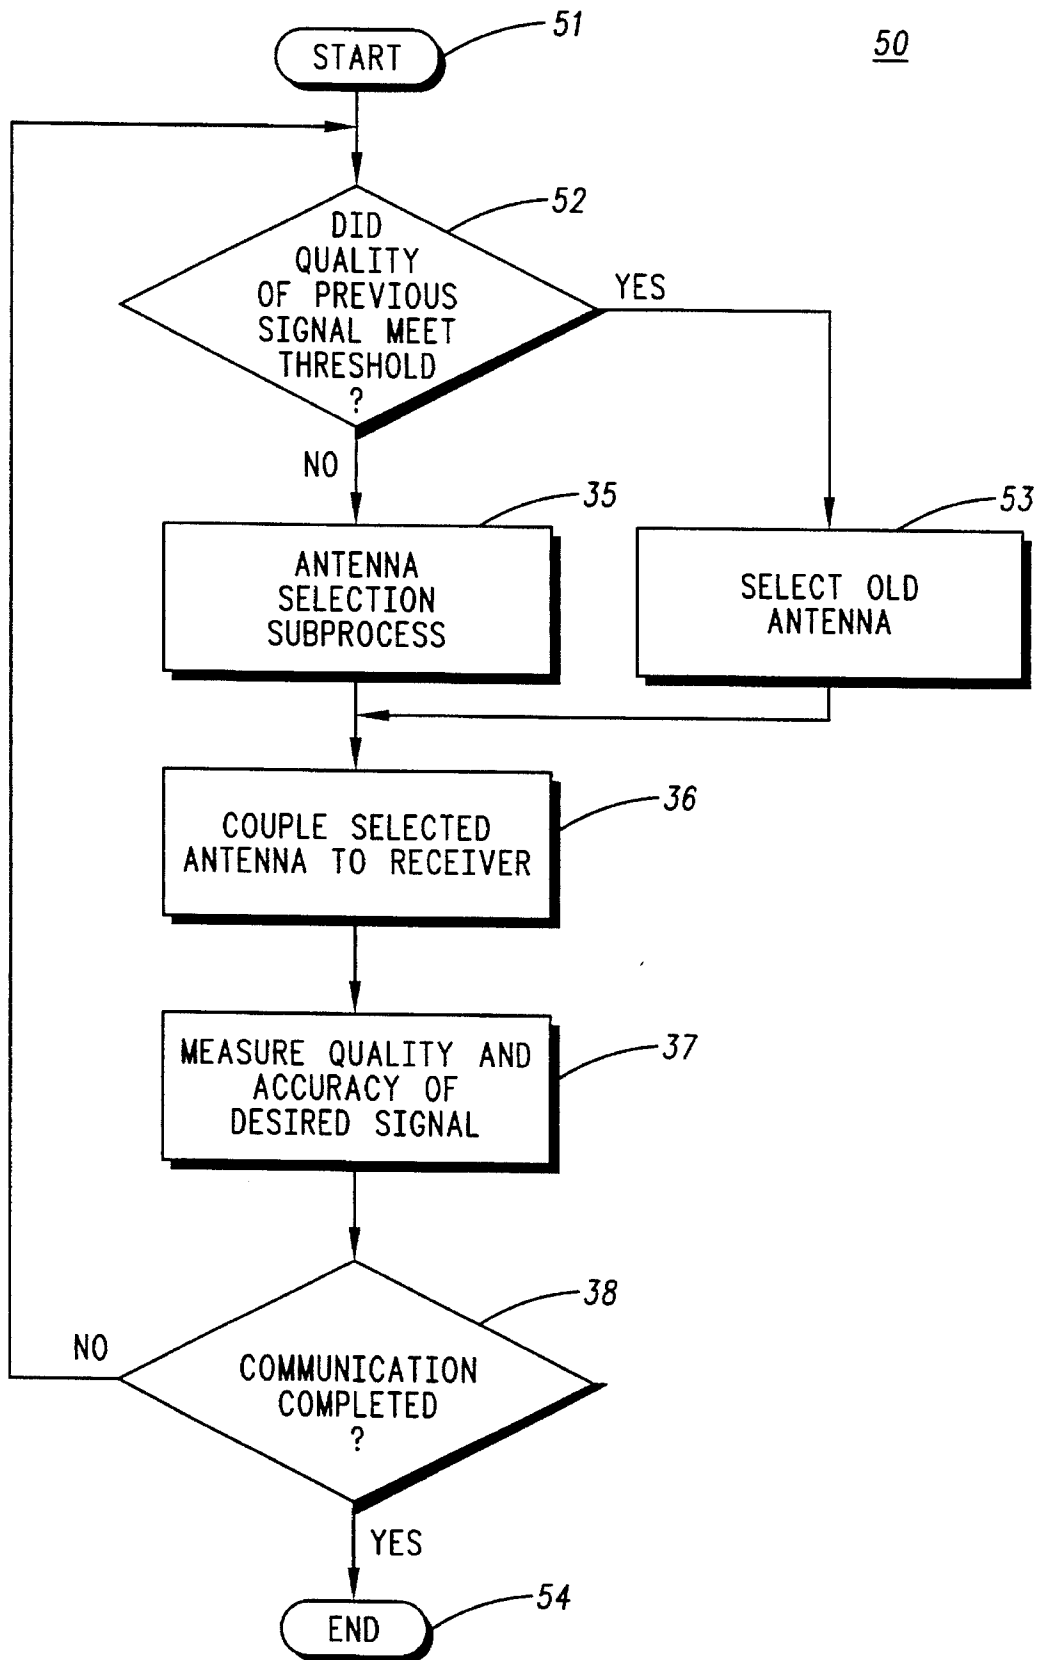 51
START
50
52
DID
QUALITY
OF PREVIOUS
SIGNAL MEET
THRESHOLD
?
YES
NO
35
53
ANTENNA
SELECTION
SUBPROCESS
SELECT OLD
ANTENNA
36
COUPLE SELECTED
ANTENNA TO RECEIVER
37
MEASURE QUALITY AND
ACCURACY OF
DESIRED SIGNAL
38
NO
COMMUNICATION
COMPLETED
?
YES
54
END